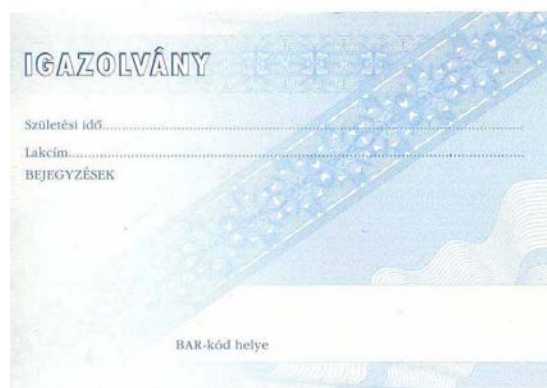 IGAZOLVÁNY
Születési idő
Lakcím
BEJEGYZÉSEK
BAR-kód helye